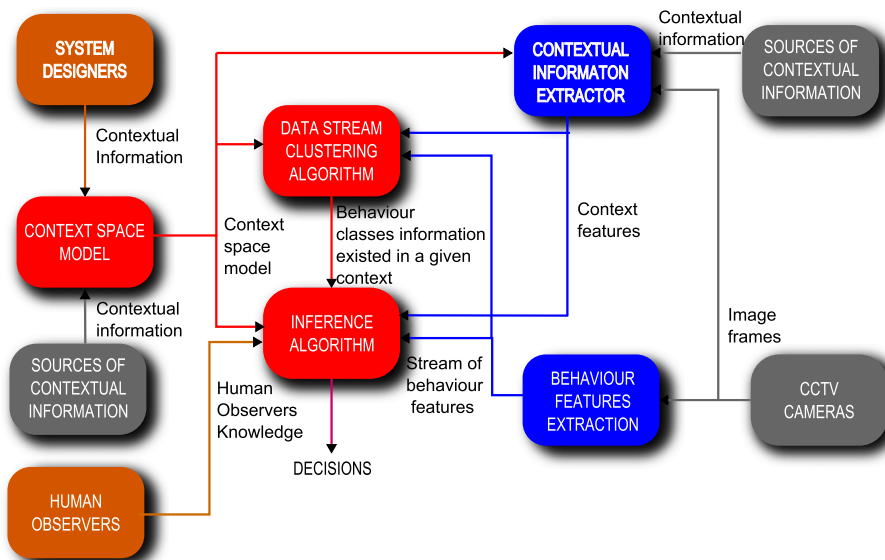 SYSTEM
DESIGNERS
Contextual
Information
CONTEXT SPACE
MODEL
Contextual
information
SOURCES OF
CONTEXTUAL
INFORMATION
HUMAN
OBSERVERS
Context
space
model
DATA STREAM
CLUSTERING
ALGORITHM
Behaviour
classes information
existed in a given
context
INFERENCE
ALGORITHM
Human
Observers
Knowledge
DECISIONS
Stream of
behaviour
features
CONTEXTUAL
INFORMATON
EXTRACTOR
Contextual
information
SOURCES OF
CONTEXTUAL
INFORMATION
Context
features
BEHAVIOUR
FEATURES
EXTRACTION
Image
frames
CCTV
CAMERAS